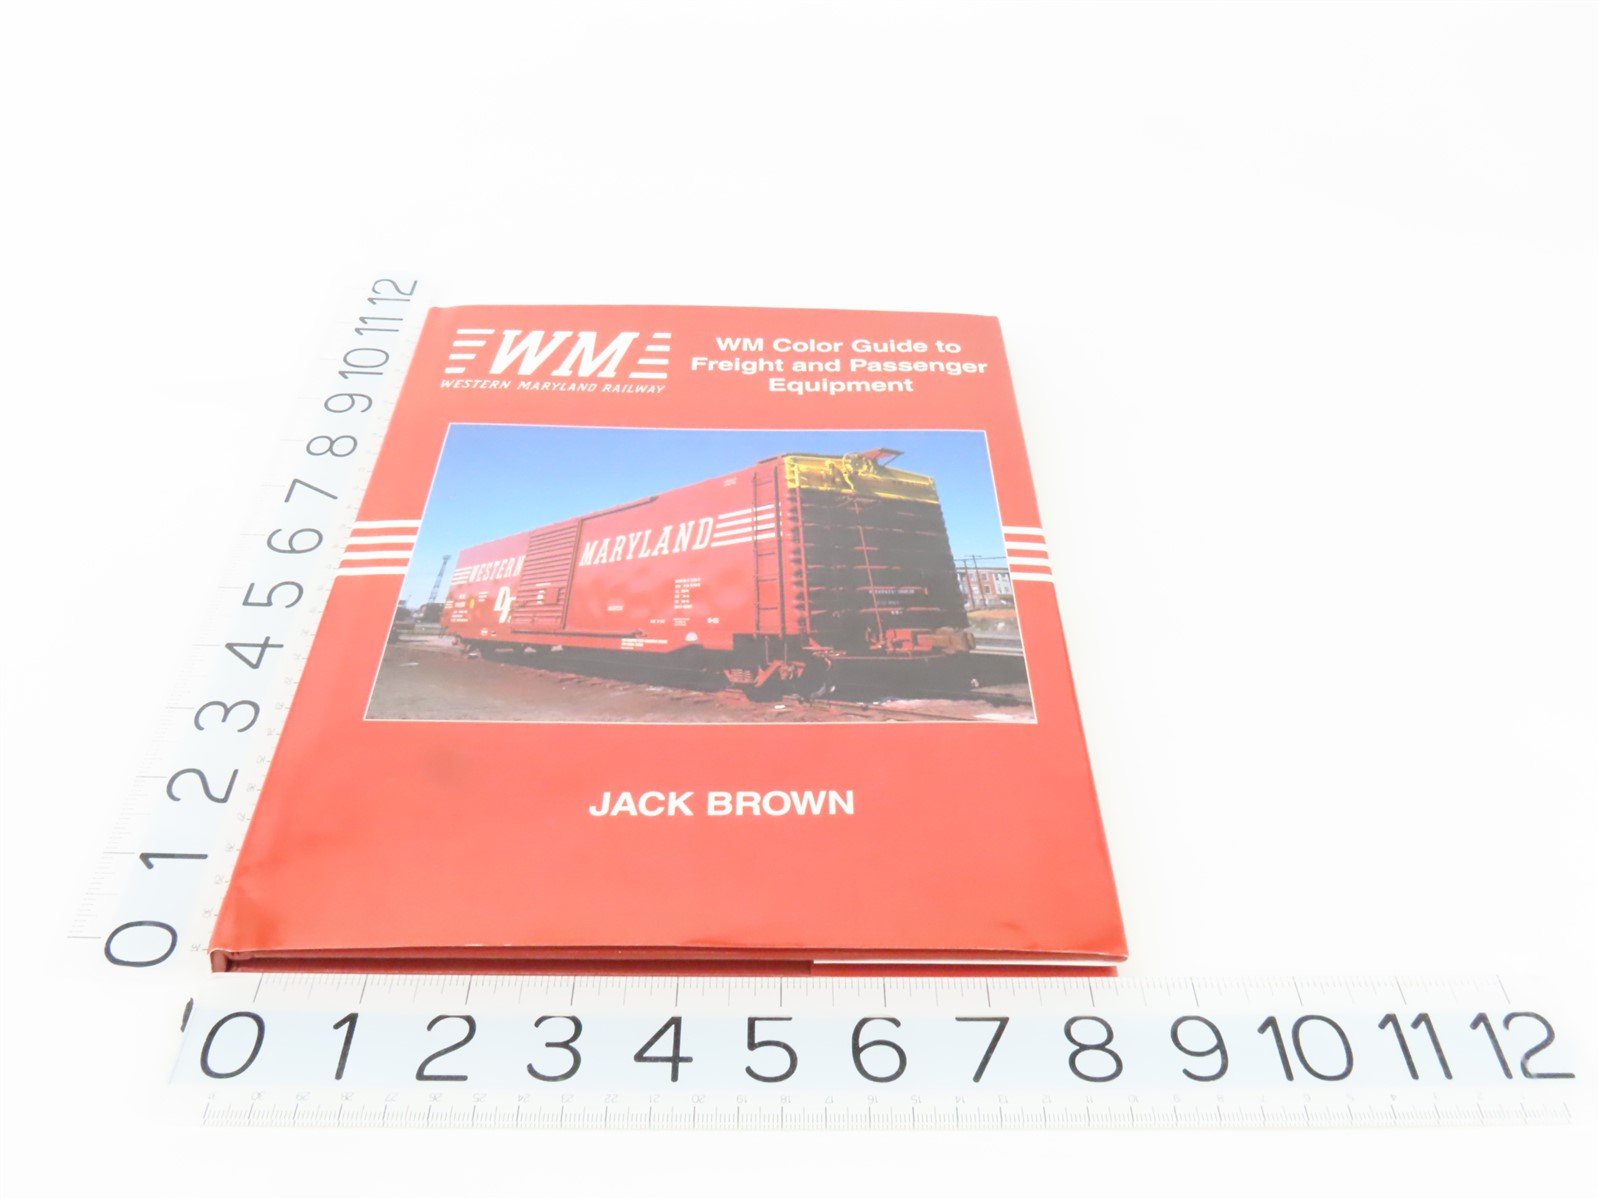 WM
WESTERN MARYLAND RAILWAY
WM Color Guide to
Freight and Passenger
Equipment
WESTERN MARYLAND
DF
JACK BROWN
12
11
10
9
8
7
6
5
4
3
2
1
0
0 1 2 3 4 5 6 7 8 9 10 11 12